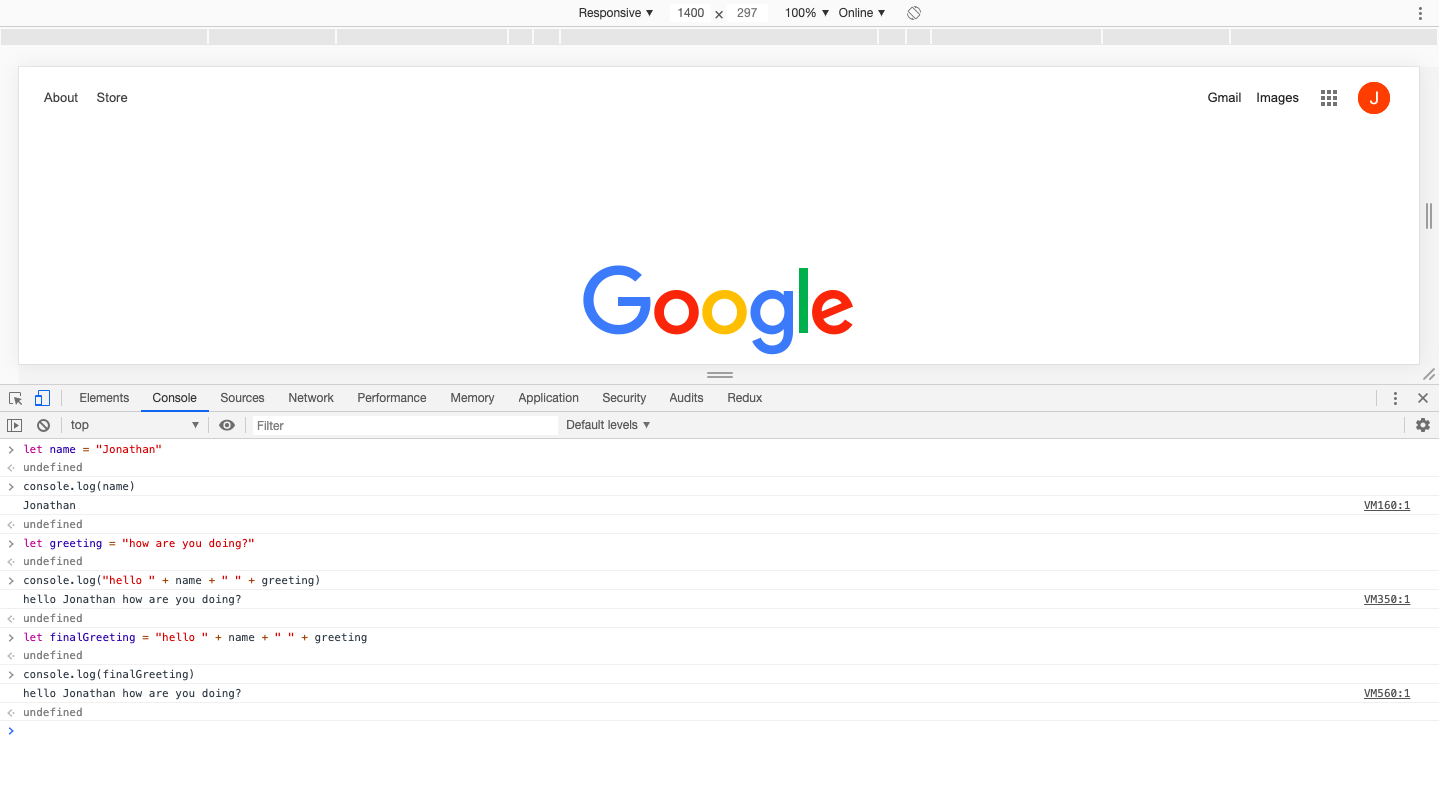 Responsive ▼ 1400 × 297 100% ▼ Online ▼
About Store Gmail Images J
Google
Elements Console Sources Network Performance Memory Application Security Audits Redux
top ▼ Filter Default levels ▼
> let name = "Jonathan"
<· undefined
> console.log(name)
Jonathan VM160:1
<· undefined
> let greeting = "how are you doing?"
<· undefined
> console.log("hello " + name + " " + greeting)
hello Jonathan how are you doing? VM350:1
<· undefined
> let finalGreeting = "hello " + name + " " + greeting
<· undefined
> console.log(finalGreeting)
hello Jonathan how are you doing? VM560:1
<· undefined
>